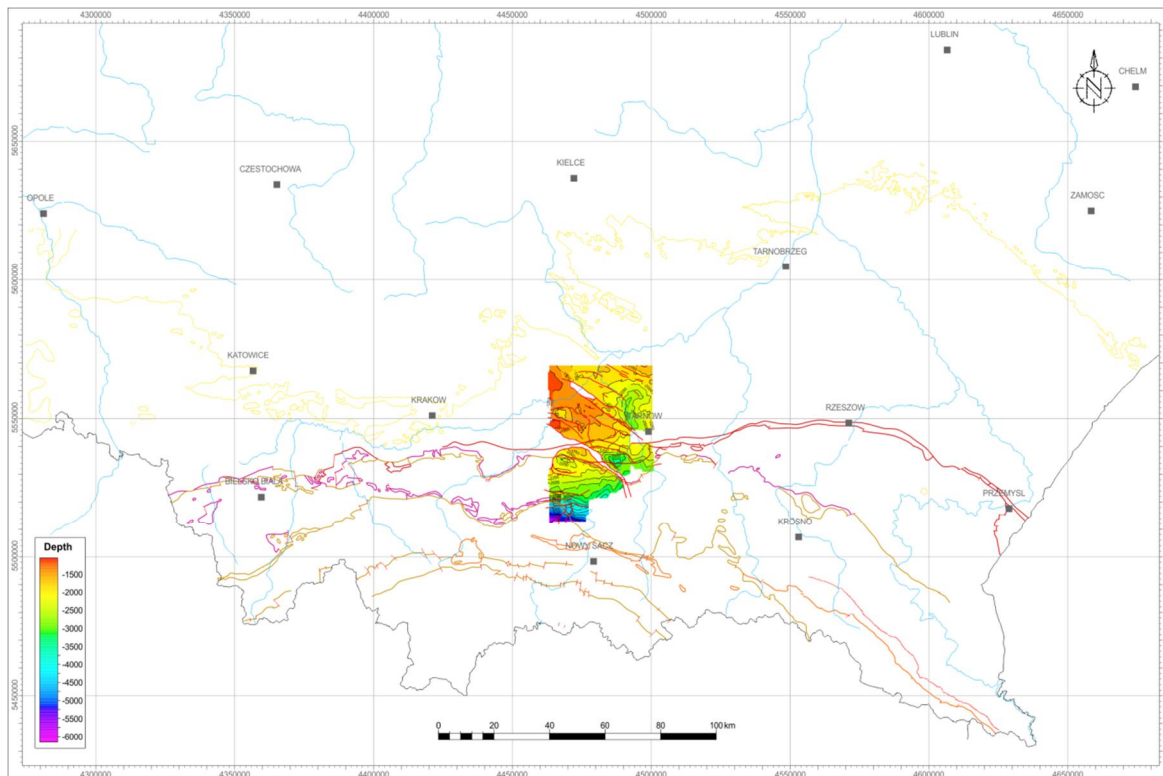 4300000 4350000 4400000 4450000 4500000 4550000 4600000 4650000
LUBLIN
CHELM
N
5650000
KIELCE
CZESTOCHOWA
ZAMOSC
OPOLE
TARNOBRZEG
5600000
KATOWICE
KRAKOW
RZESZOW
TARNOW
5550000
BIELSKO BIALA
PRZEMYSL
KROSNO
NOWY SACZ
5500000
Depth
-1500
-2000
-2500
-3000
-3500
-4000
-4500
-5000
-5500
-6000
5450000
0 20 40 60 80 100 km
4300000 4350000 4400000 4450000 4500000 4550000 4600000 4650000